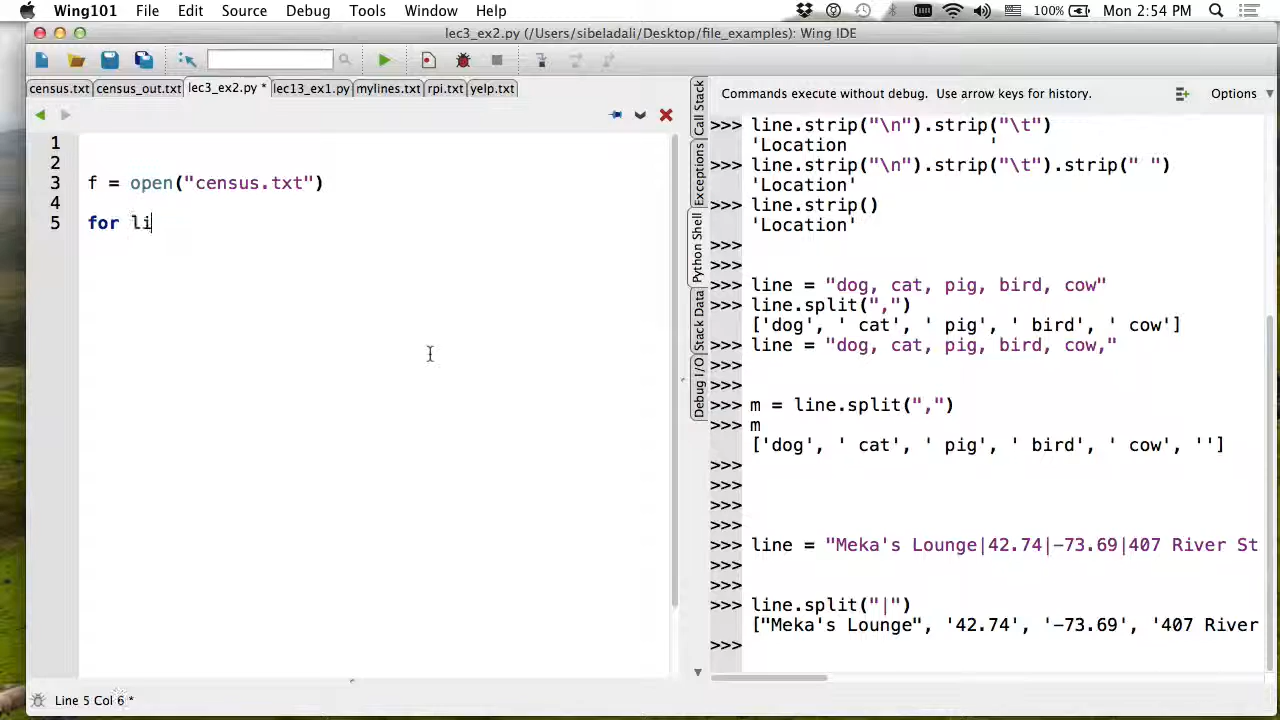 Wing101 File Edit Source Debug Tools Window Help 100% Mon 2:54 PM
lec3_ex2.py (/Users/sibeladali/Desktop/file_examples): Wing IDE
census.txt census_out.txt lec3_ex2.py * lec13_ex1.py mylines.txt rpi.txt yelp.txt
1
2
3 f = open("census.txt")
4
5 for li
Line 5 Col 6 *
Call Stack
Exceptions
Python Shell
Stack Data
Debug I/O
Commands execute without debug. Use arrow keys for history. Options
>>> line.strip("\n").strip("\t")
'Location '
>>> line.strip("\n").strip("\t").strip(" ")
'Location'
>>> line.strip()
'Location'
>>>
>>>
>>> line = "dog, cat, pig, bird, cow"
>>> line.split(",")
['dog', ' cat', ' pig', ' bird', ' cow']
>>> line = "dog, cat, pig, bird, cow,"
>>>
>>>
>>> m = line.split(",")
>>> m
['dog', ' cat', ' pig', ' bird', ' cow', '']
>>>
>>>
>>>
>>>
>>> line = "Meka's Lounge|42.74|-73.69|407 River St
>>>
>>>
>>> line.split("|")
["Meka's Lounge", '42.74', '-73.69', '407 River
>>>